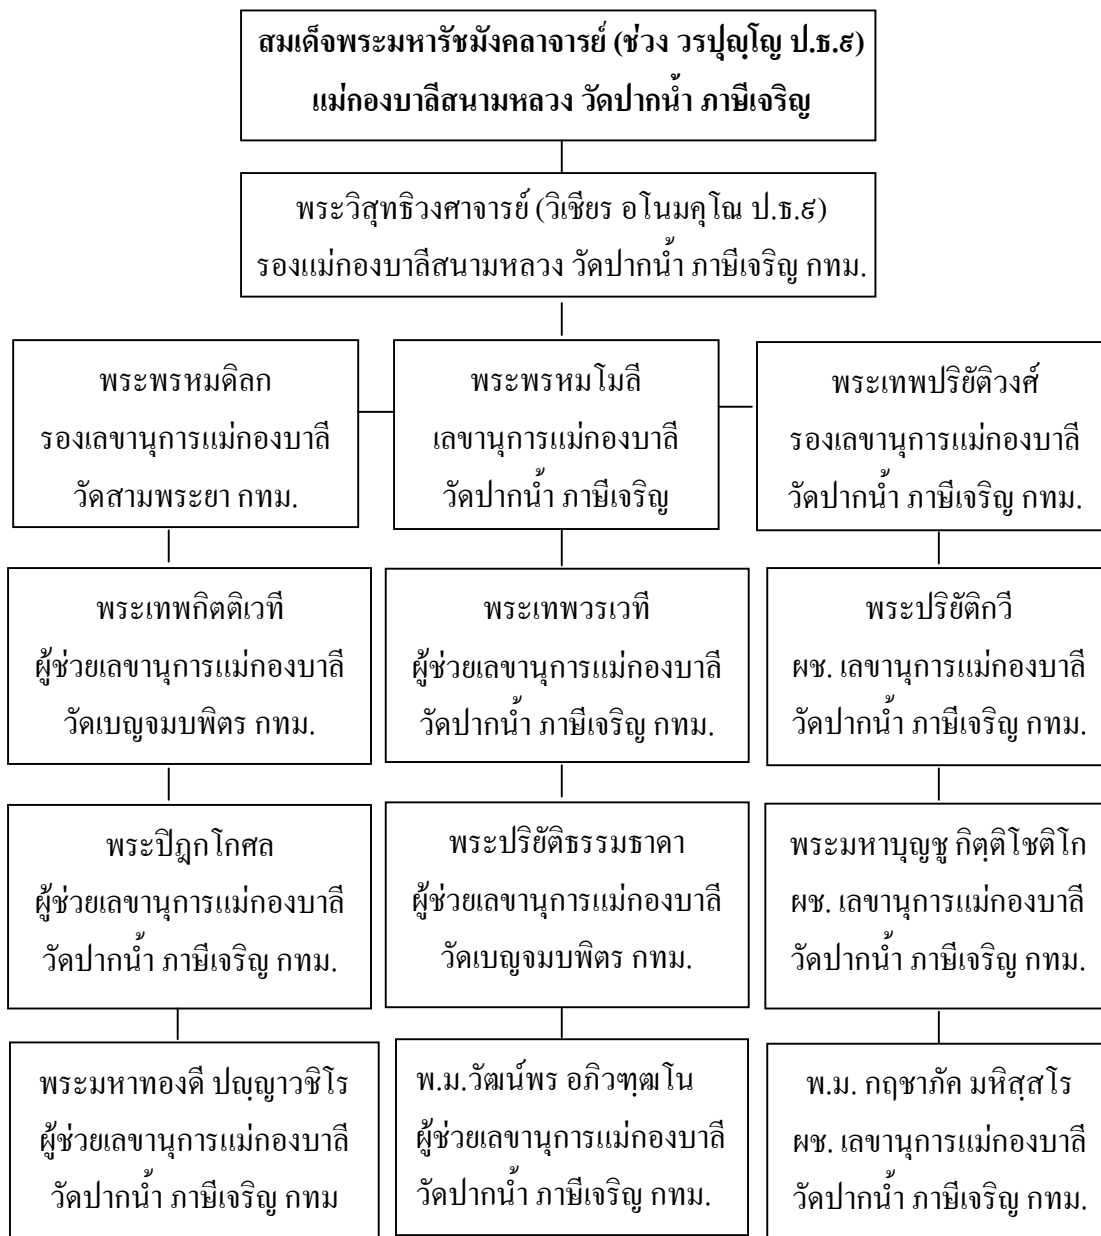 สมเด็จพระมหารัชมังคลาจารย์ (ช่วง วรปุญฺโญ ป.ธ.๙)
แม่กองบาลีสนามหลวง วัดปากน้ำ ภาษีเจริญ
พระวิสุทธิวงศาจารย์ (วิเชียร อโนมคุโณ ป.ธ.๙)
รองแม่กองบาลีสนามหลวง วัดปากน้ำ ภาษีเจริญ กทม.
พระพรหมดิลก
รองเลขานุการแม่กองบาลี
วัดสามพระยา กทม.
พระพรหมโมลี
เลขานุการแม่กองบาลี
วัดปากน้ำ ภาษีเจริญ
พระเทพปริยัติวงศ์
รองเลขานุการแม่กองบาลี
วัดปากน้ำ ภาษีเจริญ กทม.
พระเทพกิตติเวที
ผู้ช่วยเลขานุการแม่กองบาลี
วัดเบญจมบพิตร กทม.
พระเทพวรเวที
ผู้ช่วยเลขานุการแม่กองบาลี
วัดปากน้ำ ภาษีเจริญ กทม.
พระปริยัติกวี
ผช. เลขานุการแม่กองบาลี
วัดปากน้ำ ภาษีเจริญ กทม.
พระปิฎกโกศล
ผู้ช่วยเลขานุการแม่กองบาลี
วัดปากน้ำ ภาษีเจริญ กทม.
พระปริยัติธรรมธาดา
ผู้ช่วยเลขานุการแม่กองบาลี
วัดเบญจมบพิตร กทม.
พระมหาบุญชู กิตฺติโชติโก
ผช. เลขานุการแม่กองบาลี
วัดปากน้ำ ภาษีเจริญ กทม.
พระมหาทองดี ปญฺญาวชิโร
ผู้ช่วยเลขานุการแม่กองบาลี
วัดปากน้ำ ภาษีเจริญ กทม
พ.ม.วัฒน์พร อภิวฑฺฒโน
ผู้ช่วยเลขานุการแม่กองบาลี
วัดปากน้ำ ภาษีเจริญ กทม.
พ.ม. กฤชาภัค มหิสฺสโร
ผช. เลขานุการแม่กองบาลี
วัดปากน้ำ ภาษีเจริญ กทม.